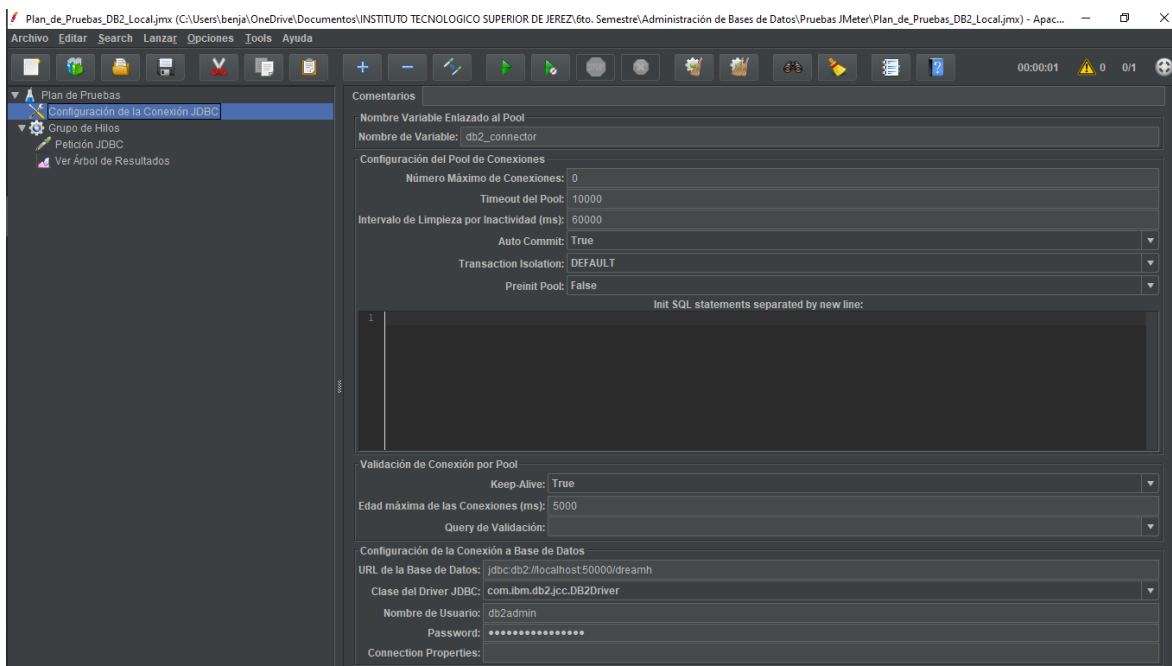 Plan_de_Pruebas_DB2_Local.jmx (C:\Users\benja\OneDrive\Documentos\INSTITUTO TECNOLOGICO SUPERIOR DE JEREZ\6to. Semestre\Administración de Bases de Datos\Pruebas JMeter\Plan_de_Pruebas_DB2_Local.jmx) - Apac...
Archivo Editar Search Lanzar Opciones Tools Ayuda
00:00:01 0 0/1
Plan de Pruebas
Configuración de la Conexión JDBC
Grupo de Hilos
Petición JDBC
Ver Árbol de Resultados
Comentarios
Nombre Variable Enlazado al Pool
Nombre de Variable: db2_connector
Configuración del Pool de Conexiones
Número Máximo de Conexiones: 0
Timeout del Pool: 10000
Intervalo de Limpieza por Inactividad (ms): 60000
Auto Commit: True
Transaction Isolation: DEFAULT
Preinit Pool: False
Init SQL statements separated by new line:
1
Validación de Conexión por Pool
Keep-Alive: True
Edad máxima de las Conexiones (ms): 5000
Query de Validación:
Configuración de la Conexión a Base de Datos
URL de la Base de Datos: jdbc:db2://localhost:50000/dreamh
Clase del Driver JDBC: com.ibm.db2.jcc.DB2Driver
Nombre de Usuario: db2admin
Password: ••••••••••••••••
Connection Properties: